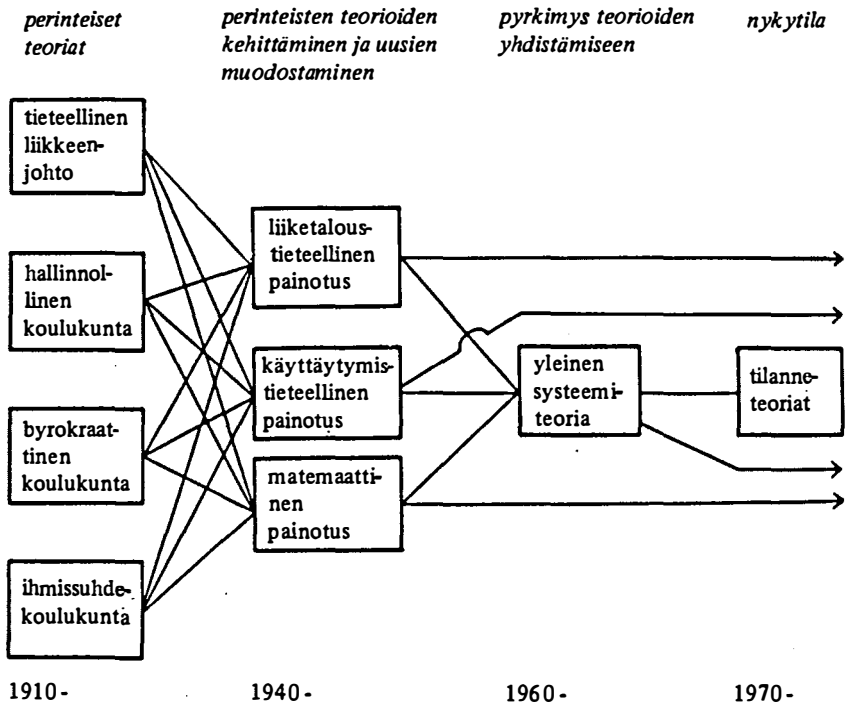 perinteiset
teoriat
perinteisten teorioiden
kehittäminen ja uusien
muodostaminen
pyrkimys teorioiden
yhdistämiseen
nykytila
tieteellinen
liikkeen-
johto
hallinnol-
linen
koulukunta
byrokraat-
tinen
koulukunta
ihmissuhde-
koulukunta
liiketalous-
tieteellinen
painotus
käyttäytymis-
tieteellinen
painotus
matemaatti-
nen
painotus
yleinen
systeemi-
teoria
tilanne-
teoriat
1910-
1940-
1960-
1970-